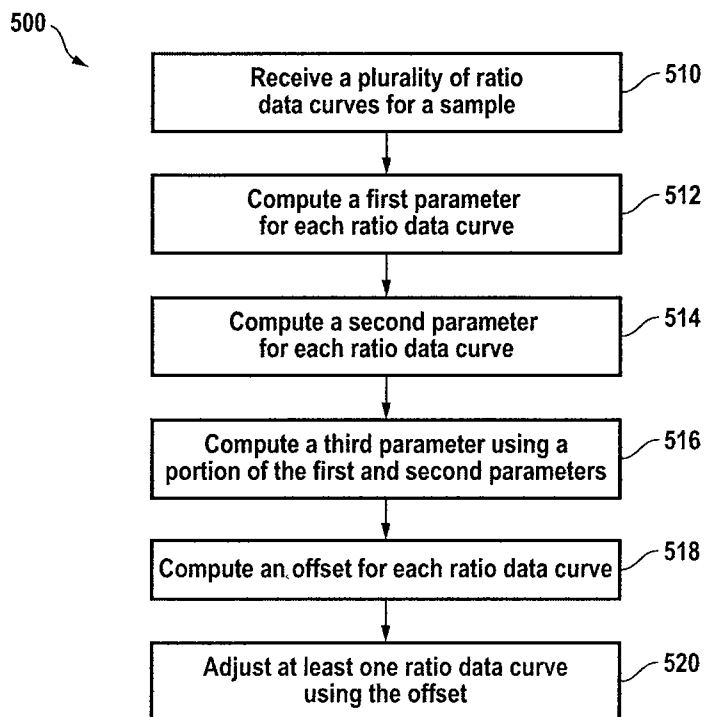 500
Receive a plurality of ratio
data curves for a sample
510
Compute a first parameter
for each ratio data curve
512
Compute a second parameter
for each ratio data curve
514
Compute a third parameter using a
portion of the first and second parameters
516
Compute an offset for each ratio data curve
518
Adjust at least one ratio data curve
using the offset
520